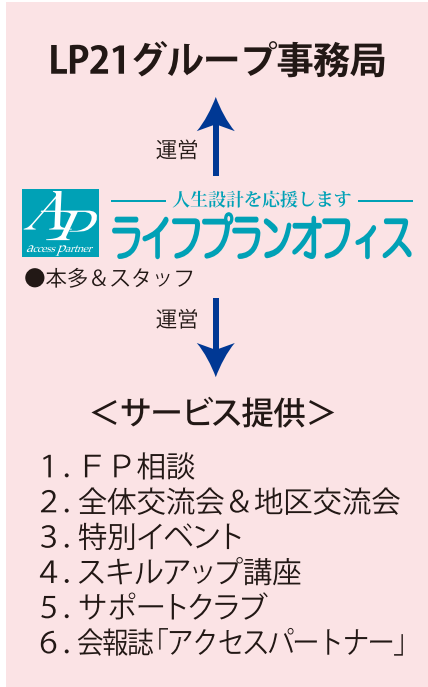 LP21グループ事務局
運営
AP
access partner
人生設計を応援します
ライフプランオフィス
●本多＆スタッフ
運営
＜サービス提供＞
１．ＦＰ相談
２．全体交流会＆地区交流会
３．特別イベント
４．スキルアップ講座
５．サポートクラブ
６．会報誌「アクセスパートナー」